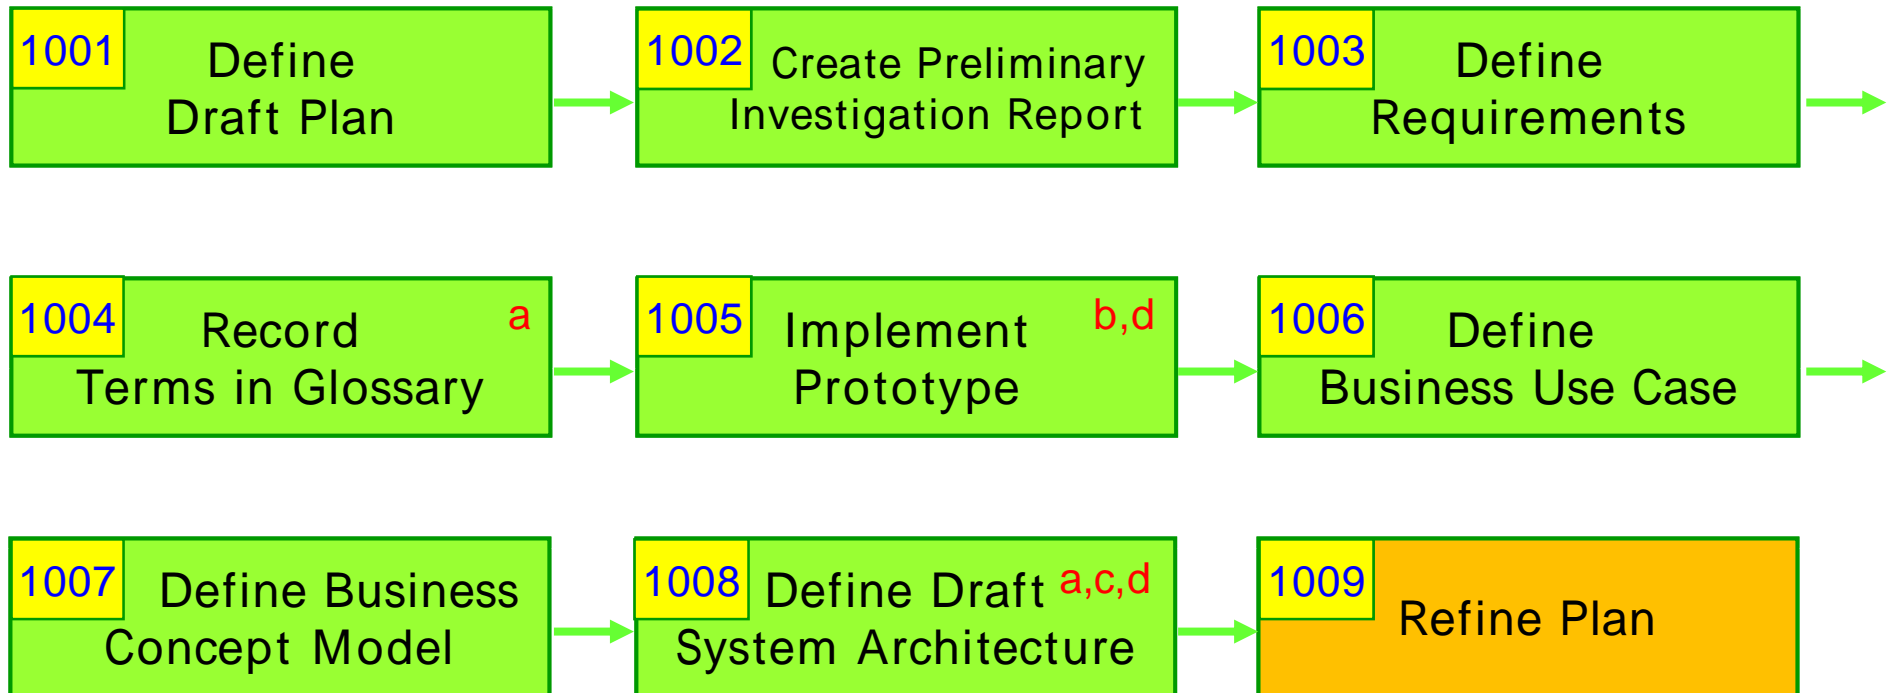 1001
Define
Draft Plan
1002
Create Preliminary
Investigation Report
1003
Define
Requirements
1004
Record a
Terms in Glossary
1005
Implement b,d
Prototype
1006
Define
Business Use Case
1007
Define Business
Concept Model
1008
Define Draft a,c,d
System Architecture
1009
Refine Plan